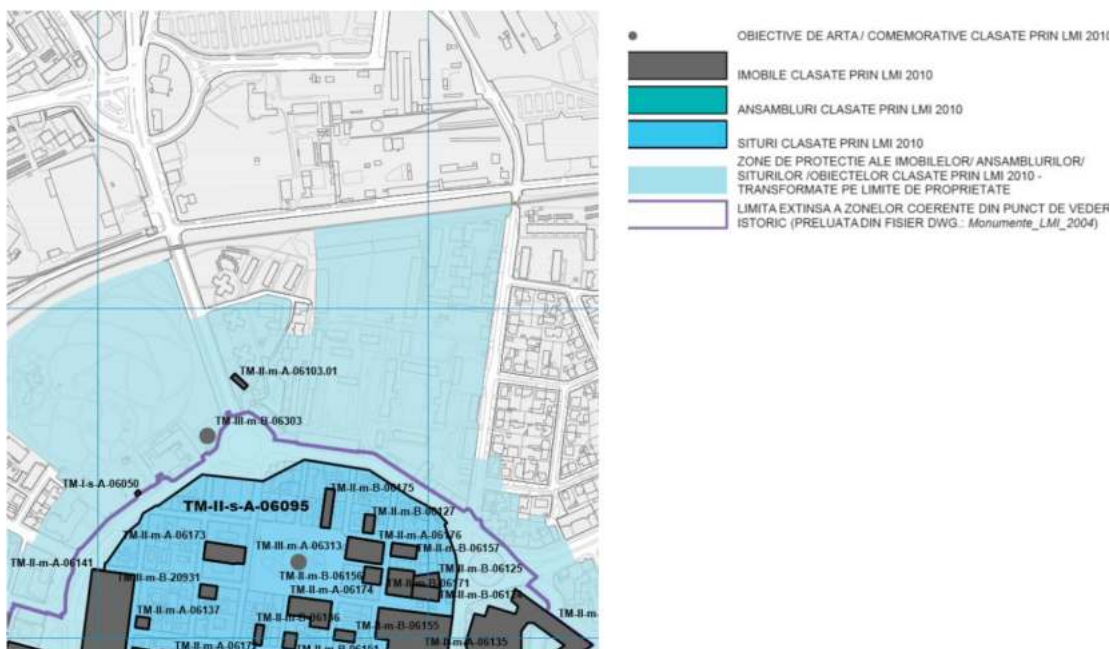 OBIECTIVE DE ARTA / COMEMORATIVE CLASATE PRIN LMI 2010
IMOBILE CLASATE PRIN LMI 2010
ANSAMBLURI CLASATE PRIN LMI 2010
SITURI CLASATE PRIN LMI 2010
ZONE DE PROTECTIE ALE IMOBILELOR/ ANSAMBLURILOR/
SITURILOR /OBIECTELOR CLASATE PRIN LMI 2010 -
TRANSFORMATE PE LIMITE DE PROPRIETATE
LIMITA EXTINSA A ZONELOR COERENTE DIN PUNCT DE VEDER
ISTORIC (PRELUATA DIN FISIER DWG.: Monumente_LMI_2004)
TM-II-m-A-06103.01
TM-III-m-B-06303
TM-I-s-A-06050
TM-II-m-B-06175
TM-II-s-A-06095
TM-II-m-B-06127
TM-II-m-A-06173
TM-II-m-A-06176
TM-III-m-A-06313
TM-II-m-B-06157
TM-II-m-A-06141
TM-II-m-B-06125
TM-II-m-B-20931
TM-II-m-B-06156
TM-II-m-B-06171
TM-II-m-A-06174
TM-II-m-A-06137
TM-II-m-B-06155
TM-II-m-A-06135